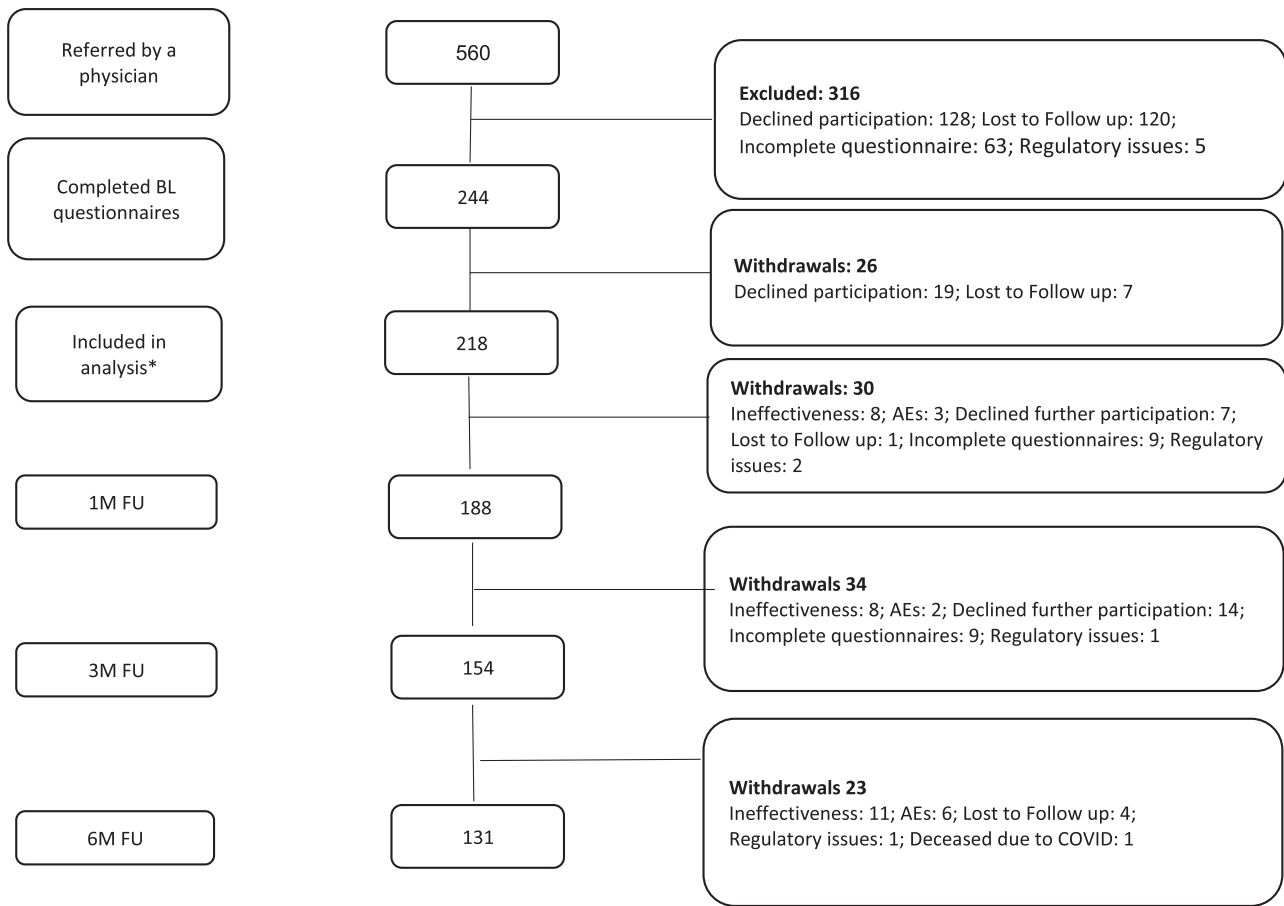 Referred by a
physician
560
Excluded: 316
Declined participation: 128; Lost to Follow up: 120;
Incomplete questionnaire: 63; Regulatory issues: 5
Completed BL
questionnaires
244
Withdrawals: 26
Declined participation: 19; Lost to Follow up: 7
Included in
analysis*
218
Withdrawals: 30
Ineffectiveness: 8; AEs: 3; Declined further participation: 7;
Lost to Follow up: 1; Incomplete questionnaires: 9; Regulatory
issues: 2
1M FU
188
Withdrawals 34
Ineffectiveness: 8; AEs: 2; Declined further participation: 14;
Incomplete questionnaires: 9; Regulatory issues: 1
3M FU
154
Withdrawals 23
Ineffectiveness: 11; AEs: 6; Lost to Follow up: 4;
Regulatory issues: 1; Deceased due to COVID: 1
6M FU
131